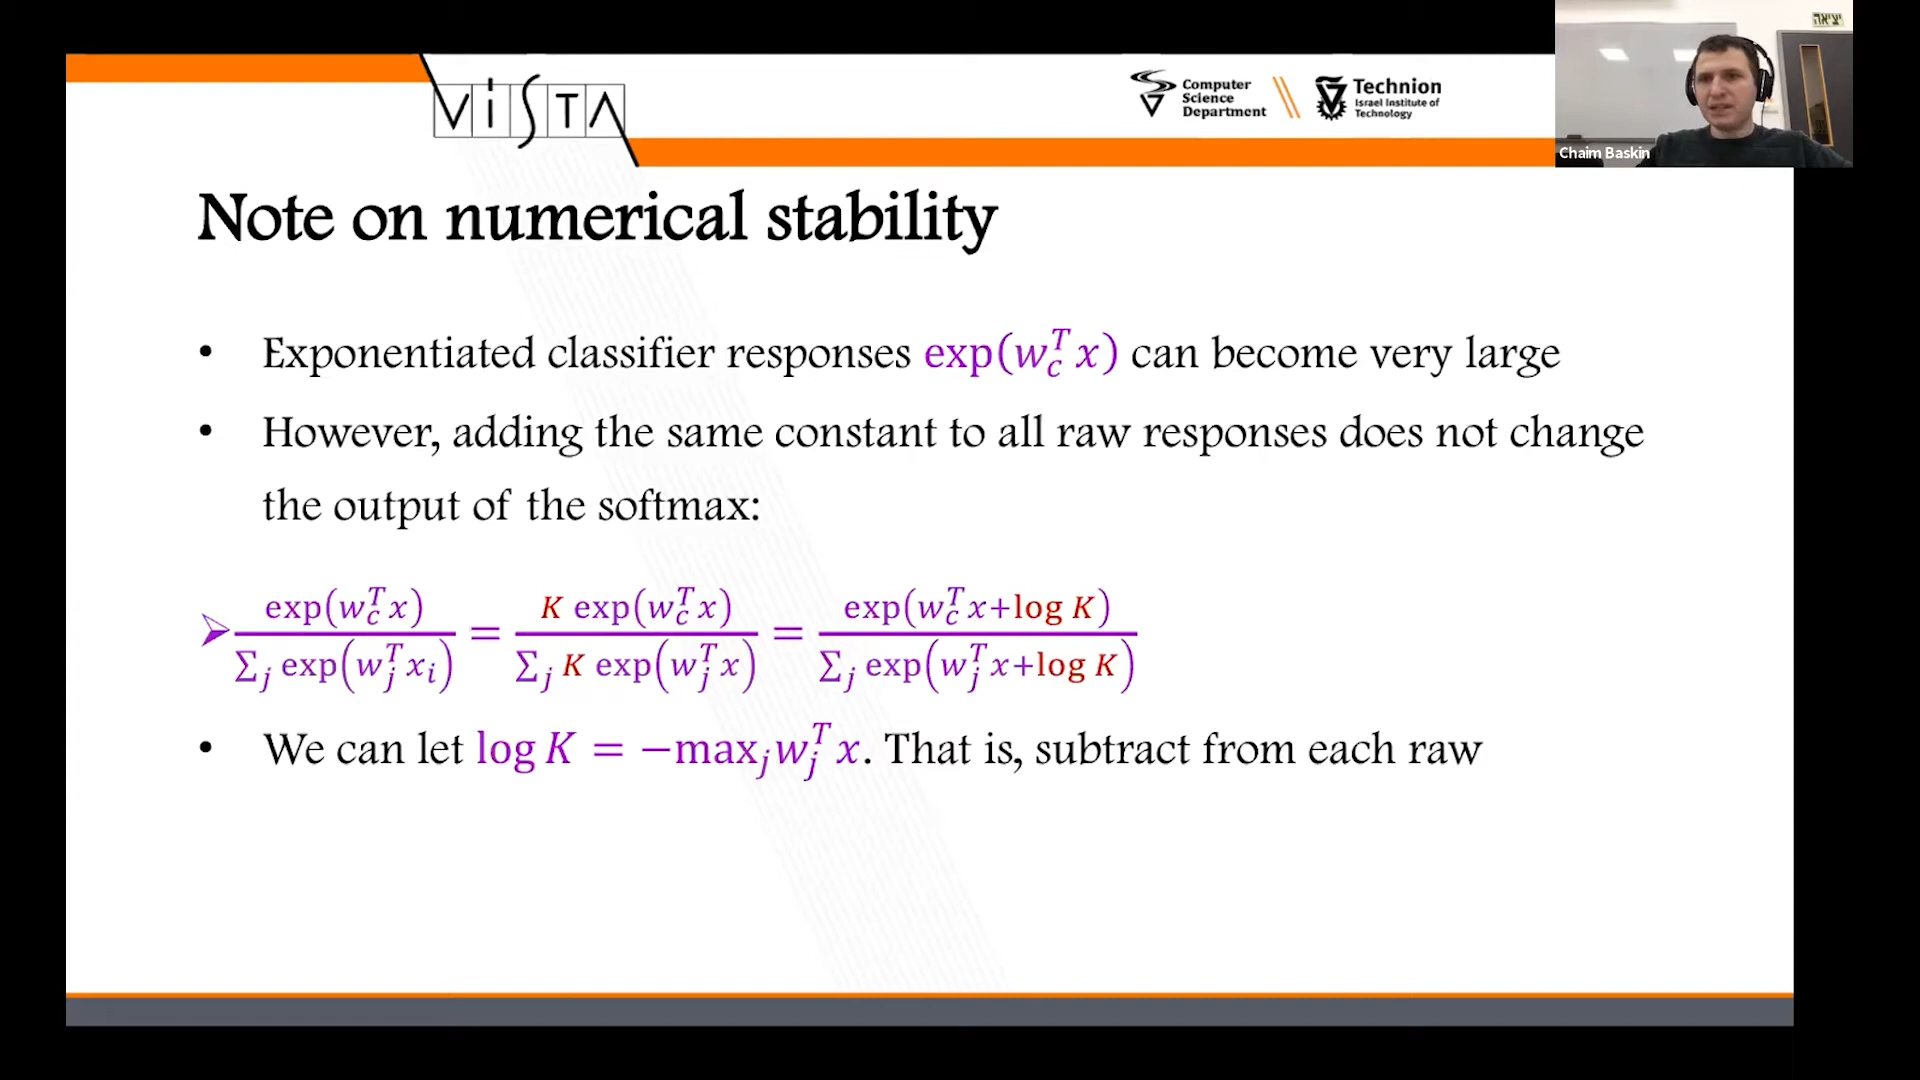 ViSTA
Computer
Science
Department
Technion
Israel Institute of
Technology
יציאה
Chaim Baskin
Note on numerical stability
• Exponentiated classifier responses exp(w_c^T x) can become very large
• However, adding the same constant to all raw responses does not change
the output of the softmax:
➢ exp(w_c^T x) / Σ_j exp(w_j^T x_i) = K exp(w_c^T x) / Σ_j K exp(w_j^T x) = exp(w_c^T x+log K) / Σ_j exp(w_j^T x+log K)
• We can let log K = −max_j w_j^T x. That is, subtract from each raw